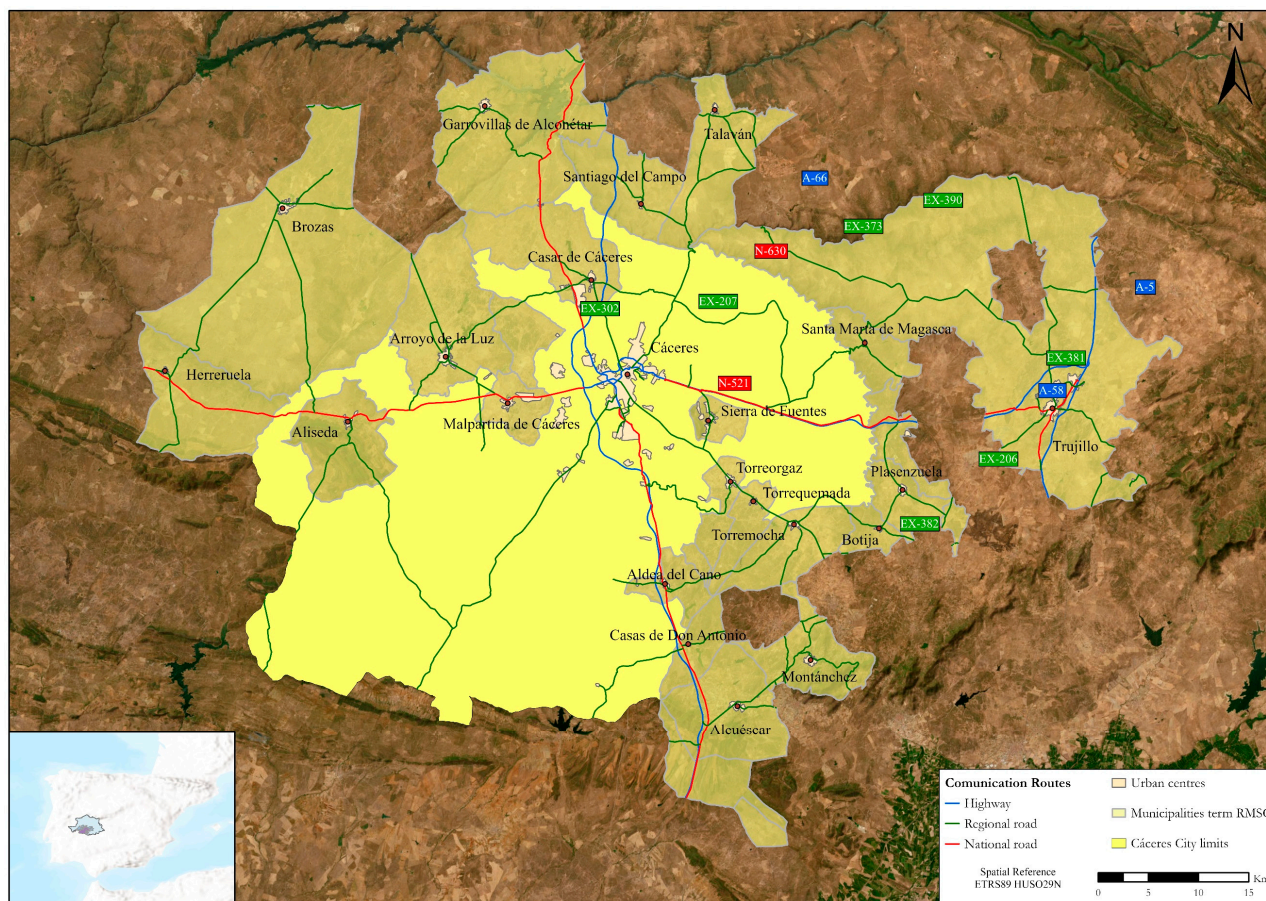 N
Garrovillas de Alconétar
Talaván
Santiago del Campo
A-66
EX-390
EX-373
Brozas
N-630
Casar de Cáceres
A-5
EX-302
EX-207
Santa Marta de Magasca
Arroyo de la Luz
Cáceres
EX-381
Herreruela
N-521
A-58
Malpartida de Cáceres
Sierra de Fuentes
Aliseda
Trujillo
EX-206
Torreorgaz
Plasenzuela
Torrequemada
EX-382
Torremocha
Botija
Aldea del Cano
Casas de Don Antonio
Montánchez
Alcuéscar
Comunication Routes
Highway
Regional road
National road
Urban centres
Municipalities term RMSC
Cáceres City limits
Spatial Reference
ETRS89 HUSO29N
0 5 10 15
Km